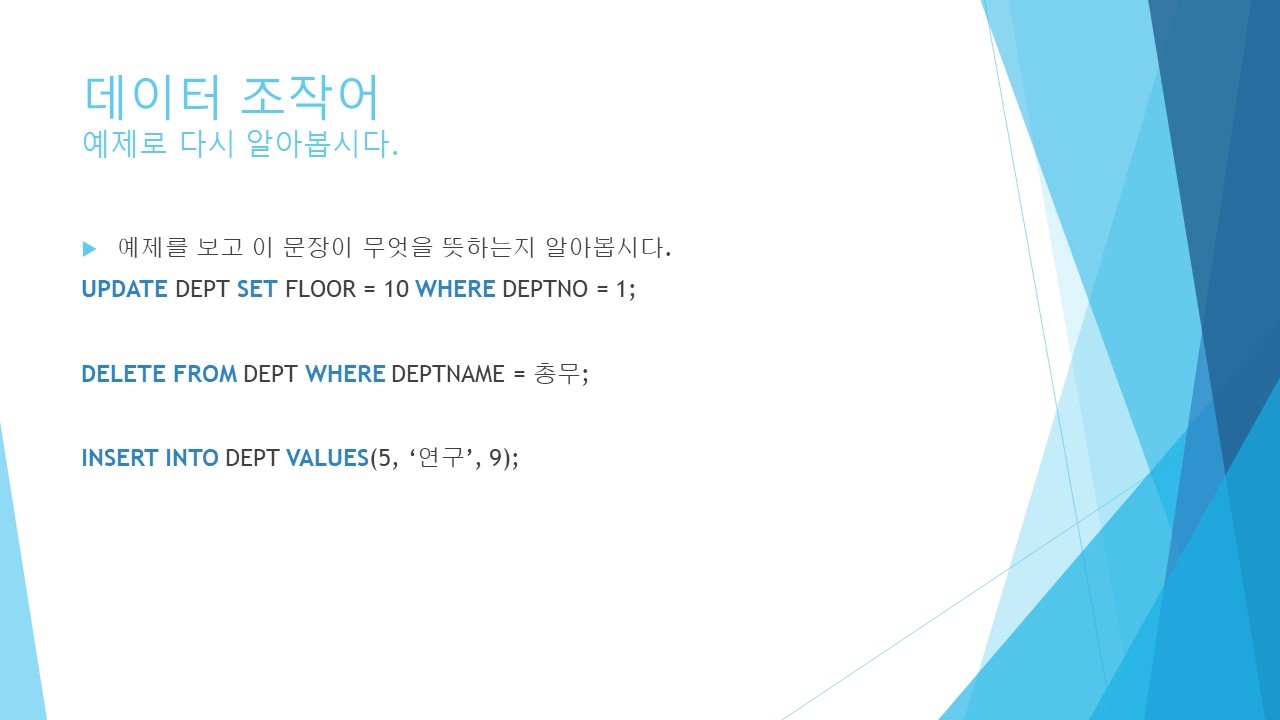 데이터 조작어
예제로 다시 알아봅시다.
예제를 보고 이 문장이 무엇을 뜻하는지 알아봅시다.
UPDATE DEPT SET FLOOR = 10 WHERE DEPTNO = 1;
DELETE FROM DEPT WHERE DEPTNAME = 총무;
INSERT INTO DEPT VALUES(5, ‘연구’, 9);